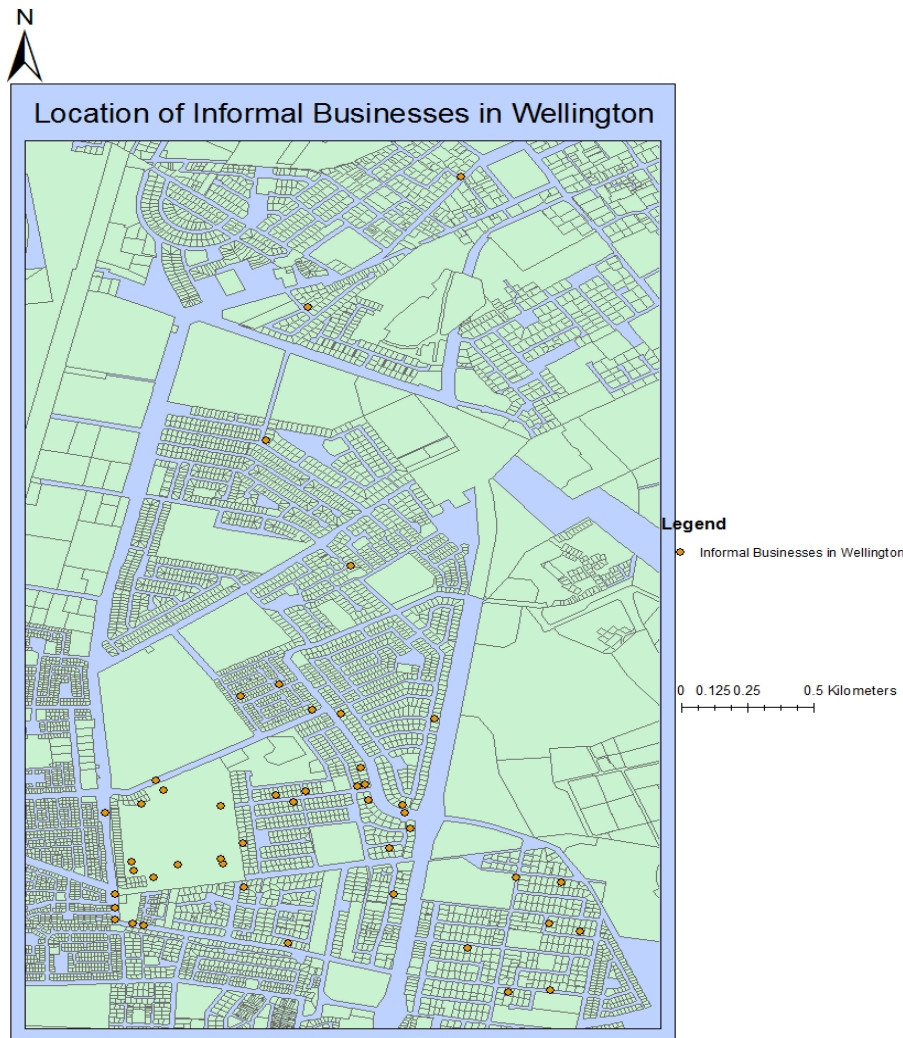 N
Location of Informal Businesses in Wellington
Legend
Informal Businesses in Wellington
0 0.125 0.25 0.5 Kilometers